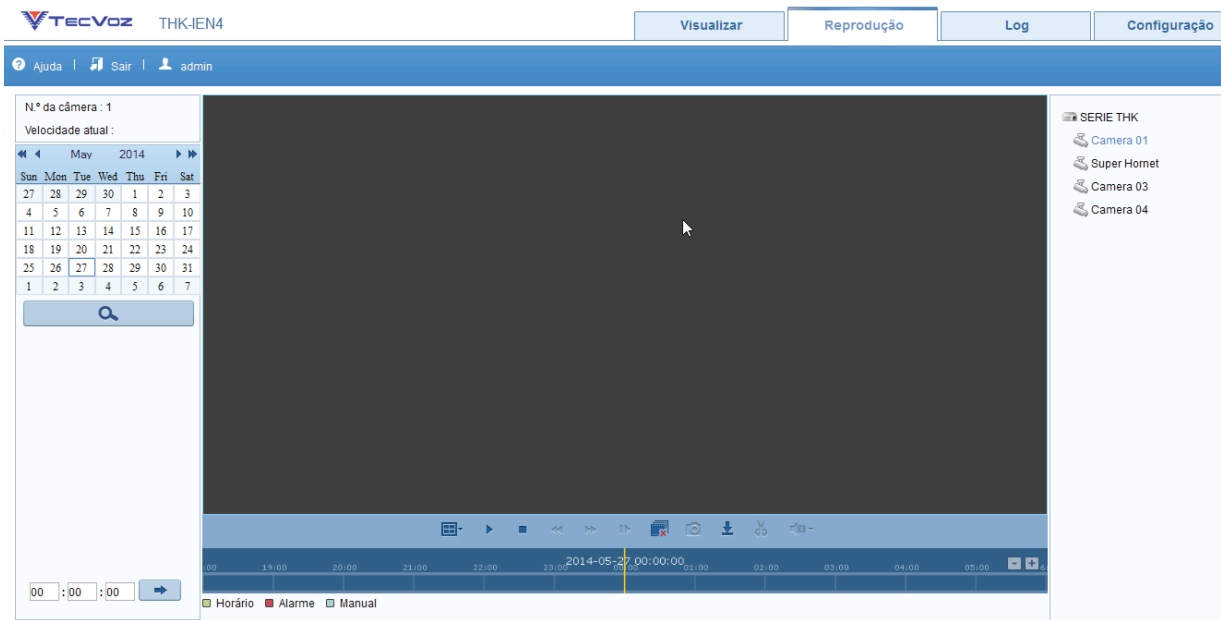 TecVoz THK-IEN4 Visualizar Reprodução Log Configuração
Ajuda | Sair | admin
N.º da câmera : 1
Velocidade atual :
May 2014
Sun Mon Tue Wed Thu Fri Sat
27 28 29 30 1 2 3
4 5 6 7 8 9 10
11 12 13 14 15 16 17
18 19 20 21 22 23 24
25 26 27 28 29 30 31
1 2 3 4 5 6 7
00 : 00 : 00
2014-05-27 00:00:00
:00 19:00 20:00 21:00 22:00 23:00 00:00 01:00 02:00 03:00 04:00 05:00 6:
Horário Alarme Manual
SERIE THK
Camera 01
Super Hornet
Camera 03
Camera 04